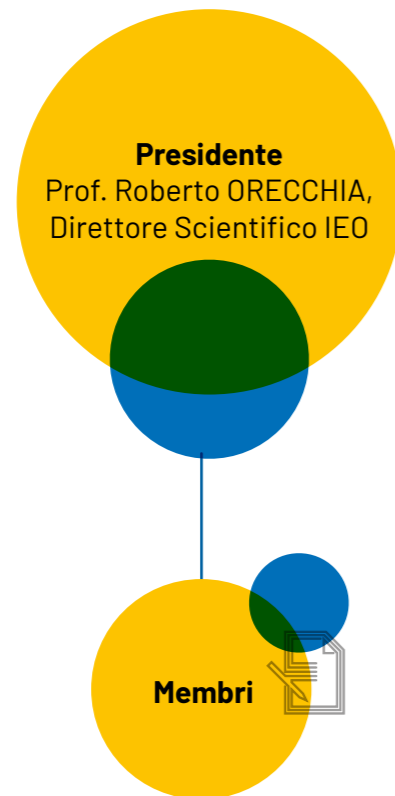 Presidente
Prof. Roberto ORECCHIA,
Direttore Scientifico IEO
Membri